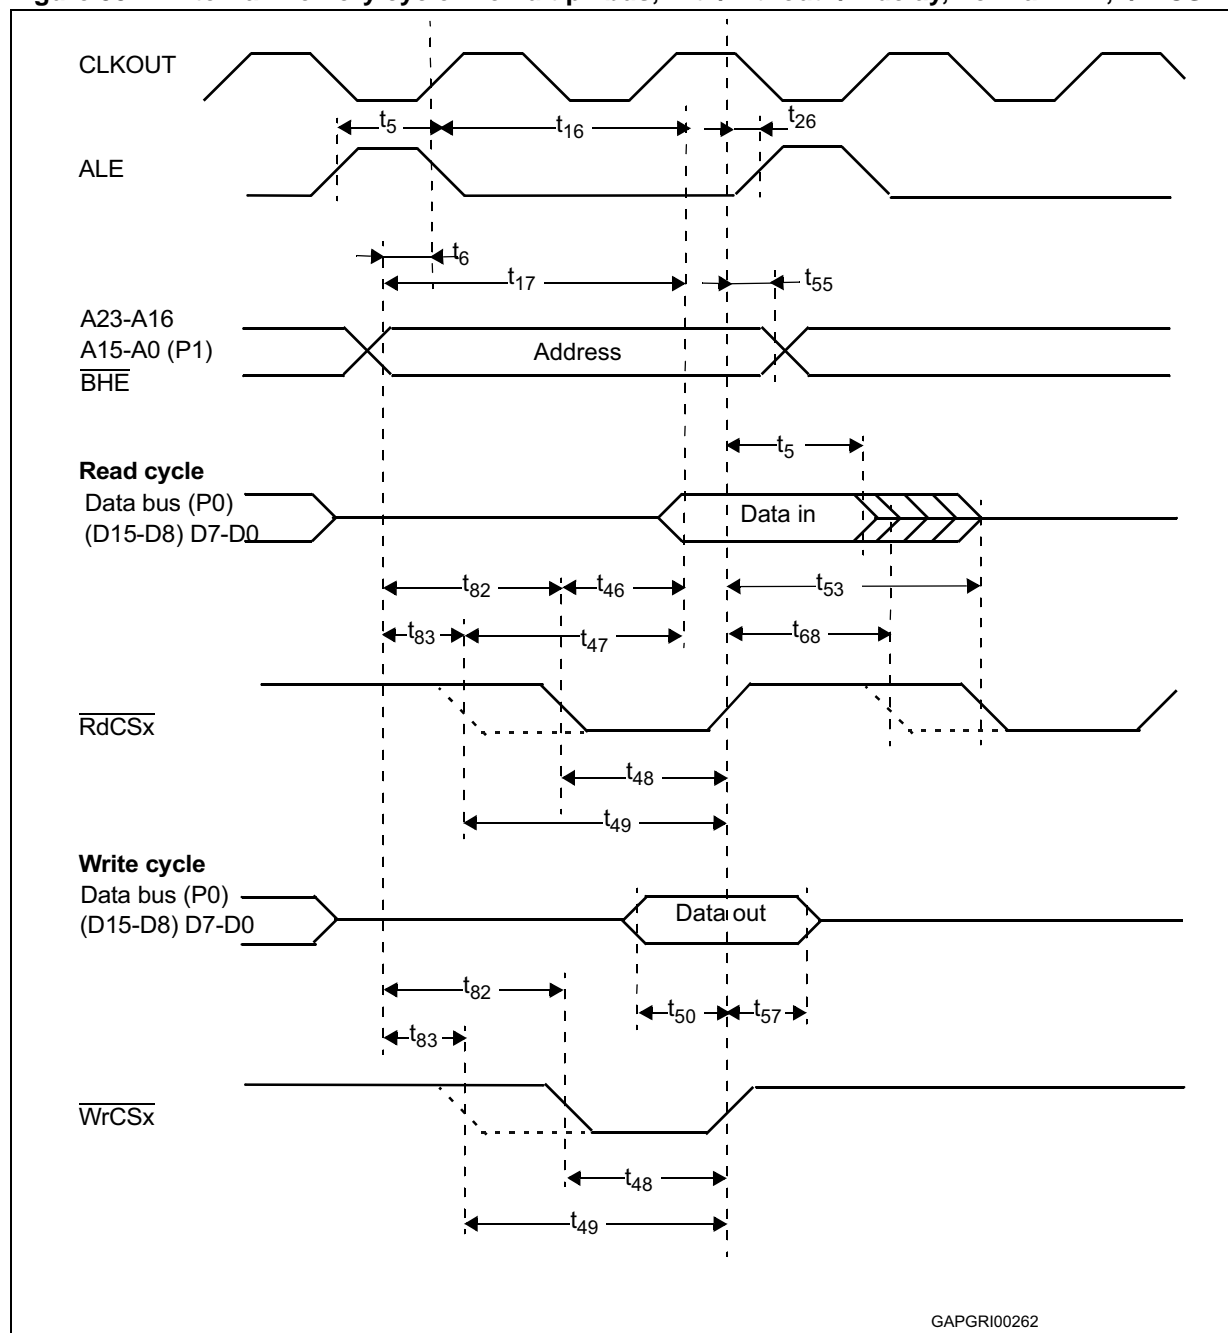 CLKOUT
t5
t16
t26
ALE
t6
t17
t55
A23-A16
A15-A0 (P1)
Address
BHE
t5
Read cycle
Data bus (P0)
Data in
(D15-D8) D7-D0
t82
t46
t53
t83
t47
t68
RdCSx
t48
t49
Write cycle
Data bus (P0)
Data out
(D15-D8) D7-D0
t82
t50
t57
t83
WrCSx
t48
t49
GAPGRI00262